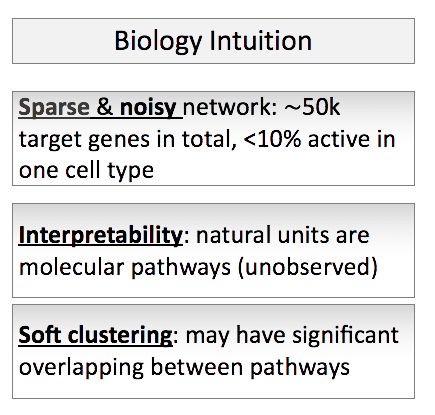 Biology Intuition
Sparse & noisy network: ~50k
target genes in total, <10% active in
one cell type
Interpretability: natural units are
molecular pathways (unobserved)
Soft clustering: may have significant
overlapping between pathways